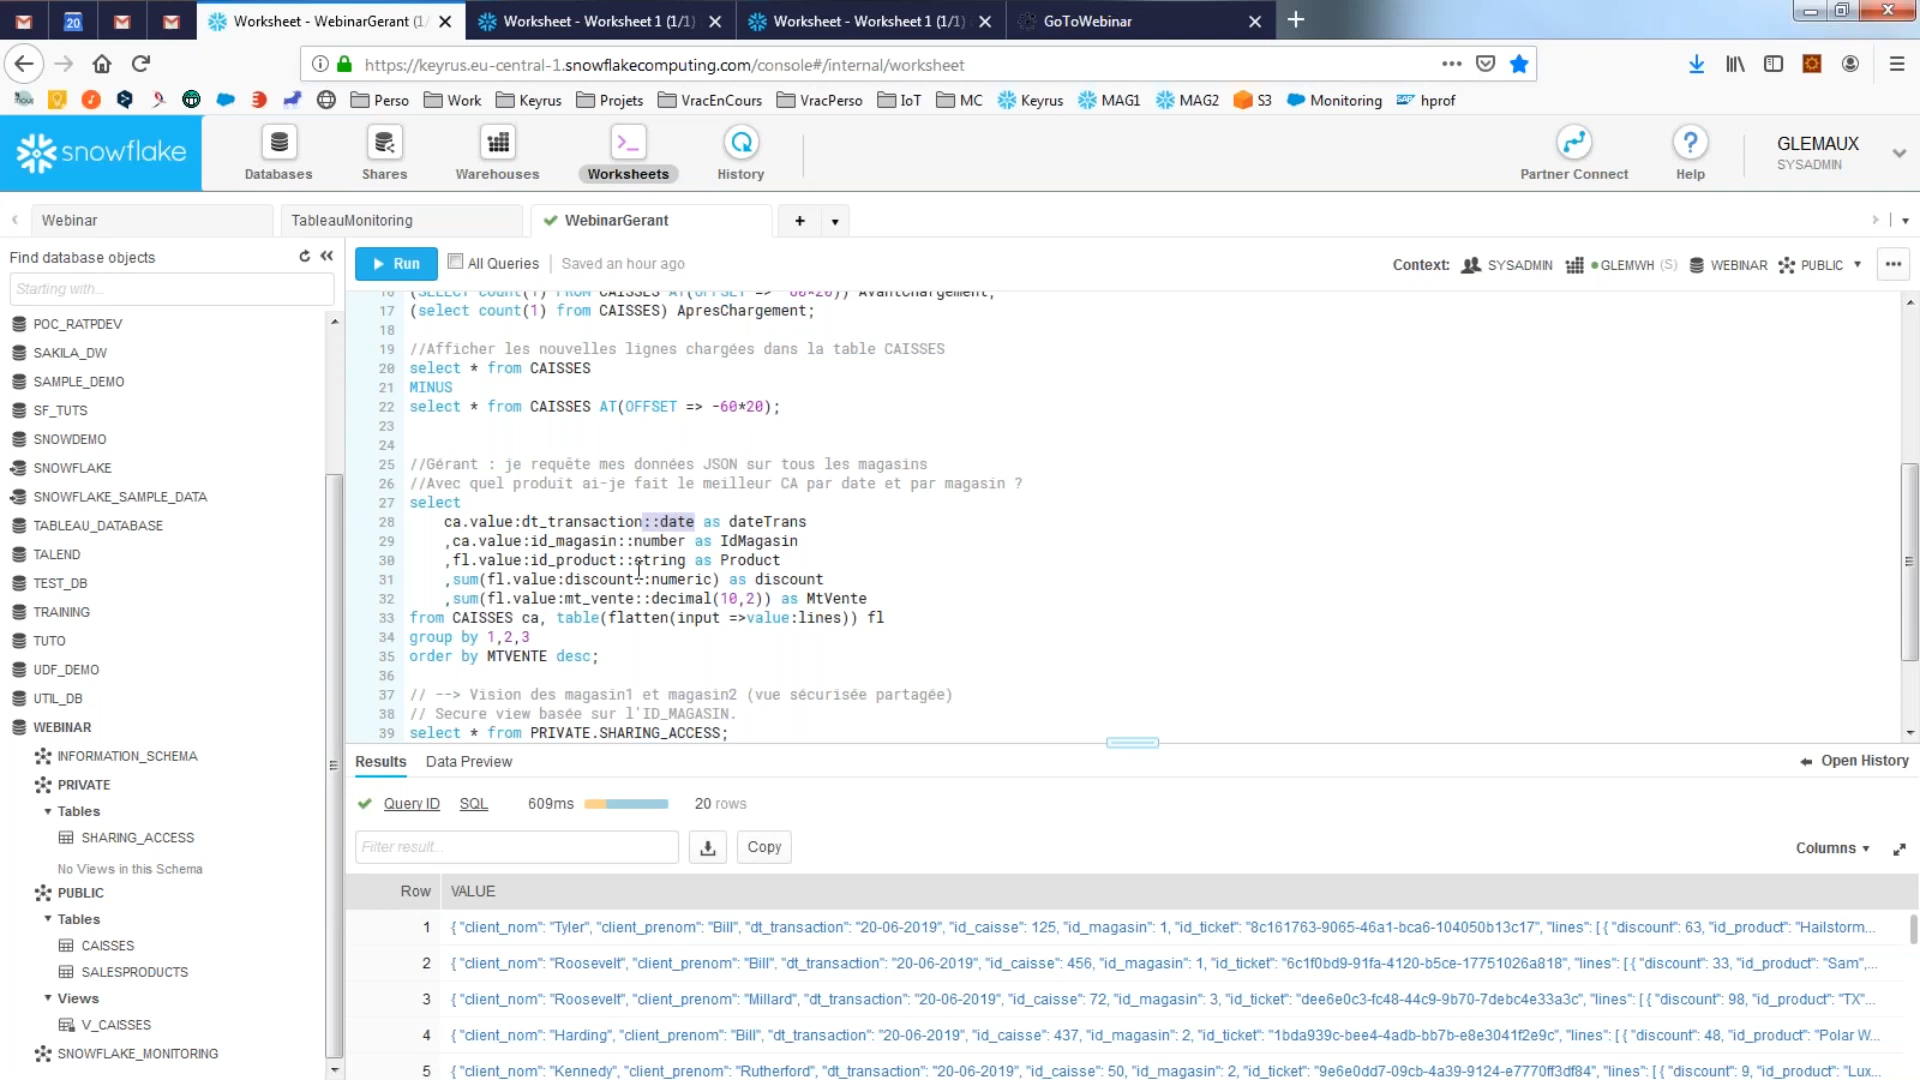 Worksheet - WebinarGerant (1/
Worksheet - Worksheet 1 (1/1)
Worksheet - Worksheet 1 (1/1)
GoToWebinar
20
https://keyrus.eu-central-1.snowflakecomputing.com/console#/internal/worksheet
Perso
Work
Keyrus
Projets
VracEnCours
VracPerso
IoT
MC
Keyrus
MAG1
MAG2
S3
Monitoring
hprof
snowflake
Databases
Shares
Warehouses
Worksheets
History
Partner Connect
Help
GLEMAUX
SYSADMIN
Webinar
TableauMonitoring
WebinarGerant
Find database objects
Starting with...
POC_RATPDEV
SAKILA_DW
SAMPLE_DEMO
SF_TUTS
SNOWDEMO
SNOWFLAKE
SNOWFLAKE_SAMPLE_DATA
TABLEAU_DATABASE
TALEND
TEST_DB
TRAINING
TUTO
UDF_DEMO
UTIL_DB
WEBINAR
INFORMATION_SCHEMA
PRIVATE
Tables
SHARING_ACCESS
No Views in this Schema
PUBLIC
Tables
CAISSES
SALESPRODUCTS
Views
V_CAISSES
SNOWFLAKE_MONITORING
Run
All Queries
Saved an hour ago
Context:
SYSADMIN
GLEMWH (S)
WEBINAR
PUBLIC
16 (SELECT count(1) FROM CAISSES AT(OFFSET => -60*20)) AvantChargement,
17 (select count(1) from CAISSES) ApresChargement;
18
19 //Afficher les nouvelles lignes chargées dans la table CAISSES
20 select * from CAISSES
21 MINUS
22 select * from CAISSES AT(OFFSET => -60*20);
23
24
25 //Gérant : je requête mes données JSON sur tous les magasins
26 //Avec quel produit ai-je fait le meilleur CA par date et par magasin ?
27 select
28 ca.value:dt_transaction::date as dateTrans
29 ,ca.value:id_magasin::number as IdMagasin
30 ,fl.value:id_product::string as Product
31 ,sum(fl.value:discount::numeric) as discount
32 ,sum(fl.value:mt_vente::decimal(10,2)) as MtVente
33 from CAISSES ca, table(flatten(input =>value:lines)) fl
34 group by 1,2,3
35 order by MTVENTE desc;
36
37 // --> Vision des magasin1 et magasin2 (vue sécurisée partagée)
38 // Secure view basée sur l'ID_MAGASIN.
39 select * from PRIVATE.SHARING_ACCESS;
Results
Data Preview
Open History
Query ID
SQL
609ms
20 rows
Filter result...
Copy
Columns
Row VALUE
1 { "client_nom": "Tyler", "client_prenom": "Bill", "dt_transaction": "20-06-2019", "id_caisse": 125, "id_magasin": 1, "id_ticket": "8c161763-9065-46a1-bca6-104050b13c17", "lines": [ { "discount": 63, "id_product": "Hailstorm...
2 { "client_nom": "Roosevelt", "client_prenom": "Bill", "dt_transaction": "20-06-2019", "id_caisse": 456, "id_magasin": 1, "id_ticket": "6c1f0bd9-91fa-4120-b5ce-17751026a818", "lines": [ { "discount": 33, "id_product": "Sam",...
3 { "client_nom": "Roosevelt", "client_prenom": "Millard", "dt_transaction": "20-06-2019", "id_caisse": 72, "id_magasin": 3, "id_ticket": "dee6e0c3-fc48-44c9-9b70-7debc4e33a3c", "lines": [ { "discount": 98, "id_product": "TX"...
4 { "client_nom": "Harding", "client_prenom": "Bill", "dt_transaction": "20-06-2019", "id_caisse": 437, "id_magasin": 2, "id_ticket": "1bda939c-bee4-4adb-bb7b-e8e3041f2e9c", "lines": [ { "discount": 48, "id_product": "Polar W...
5 { "client_nom": "Kennedy", "client_prenom": "Rutherford", "dt_transaction": "20-06-2019", "id_caisse": 50, "id_magasin": 2, "id_ticket": "9e6e0dd7-09cb-4a39-9124-e7770ff3df84", "lines": [ { "discount": 9, "id_product": "Lux...